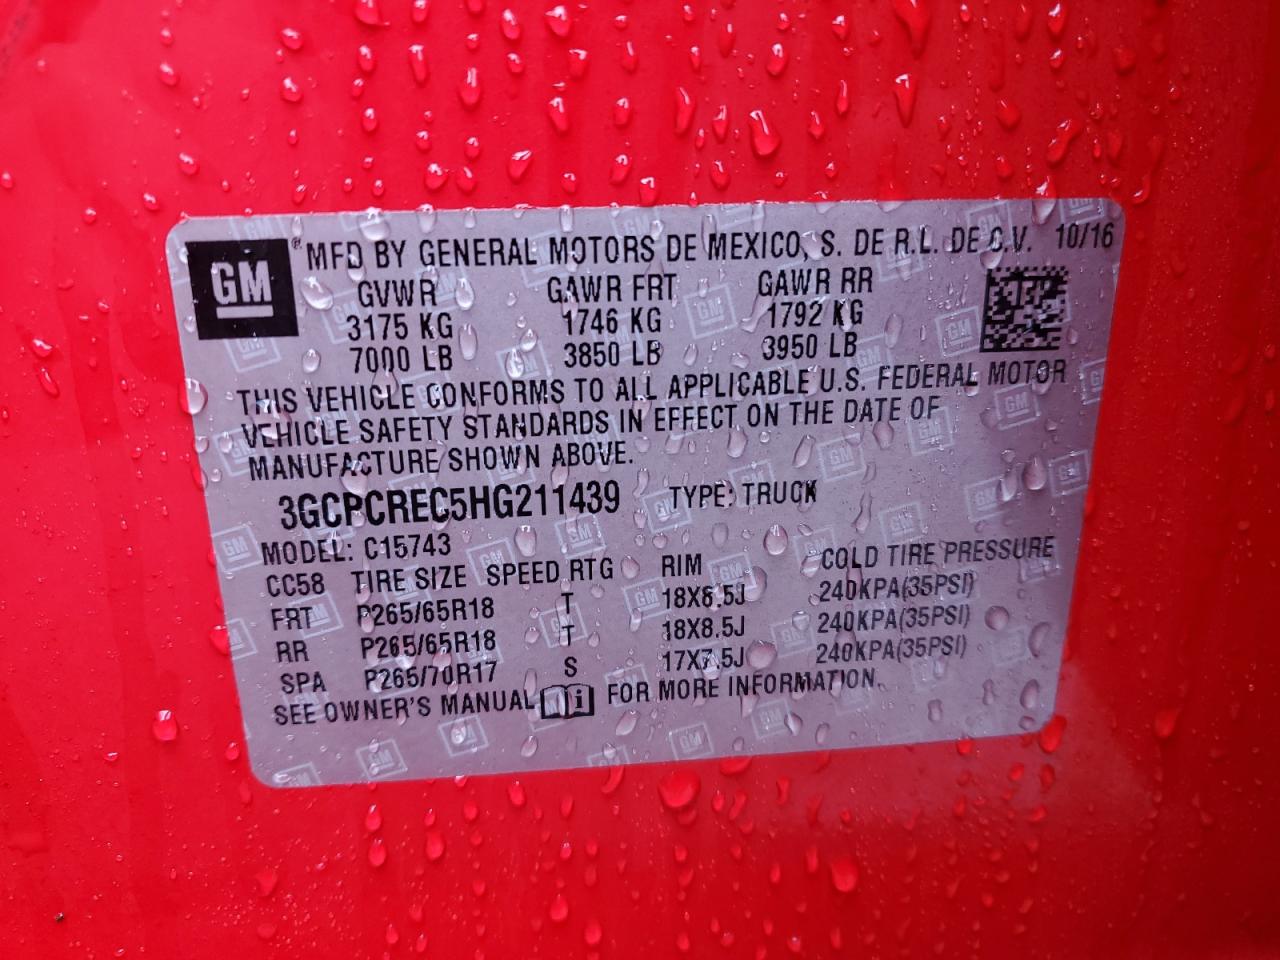 GM ® MFD BY GENERAL MOTORS DE MEXICO, S. DE R.L. DE C.V. 10/16
GVWR GAWR FRT GAWR RR
3175 KG 1746 KG 1792 KG
7000 LB 3850 LB 3950 LB
THIS VEHICLE CONFORMS TO ALL APPLICABLE U.S. FEDERAL MOTOR
VEHICLE SAFETY STANDARDS IN EFFECT ON THE DATE OF
MANUFACTURE SHOWN ABOVE.
3GCPCREC5HG211439 TYPE: TRUCK
MODEL: C15743
CC58 TIRE SIZE SPEED RTG RIM COLD TIRE PRESSURE
FRT P265/65R18 T 18X8.5J 240KPA(35PSI)
RR P265/65R18 T 18X8.5J 240KPA(35PSI)
SPA P265/70R17 S 17X7.5J 240KPA(35PSI)
SEE OWNER'S MANUAL FOR MORE INFORMATION.